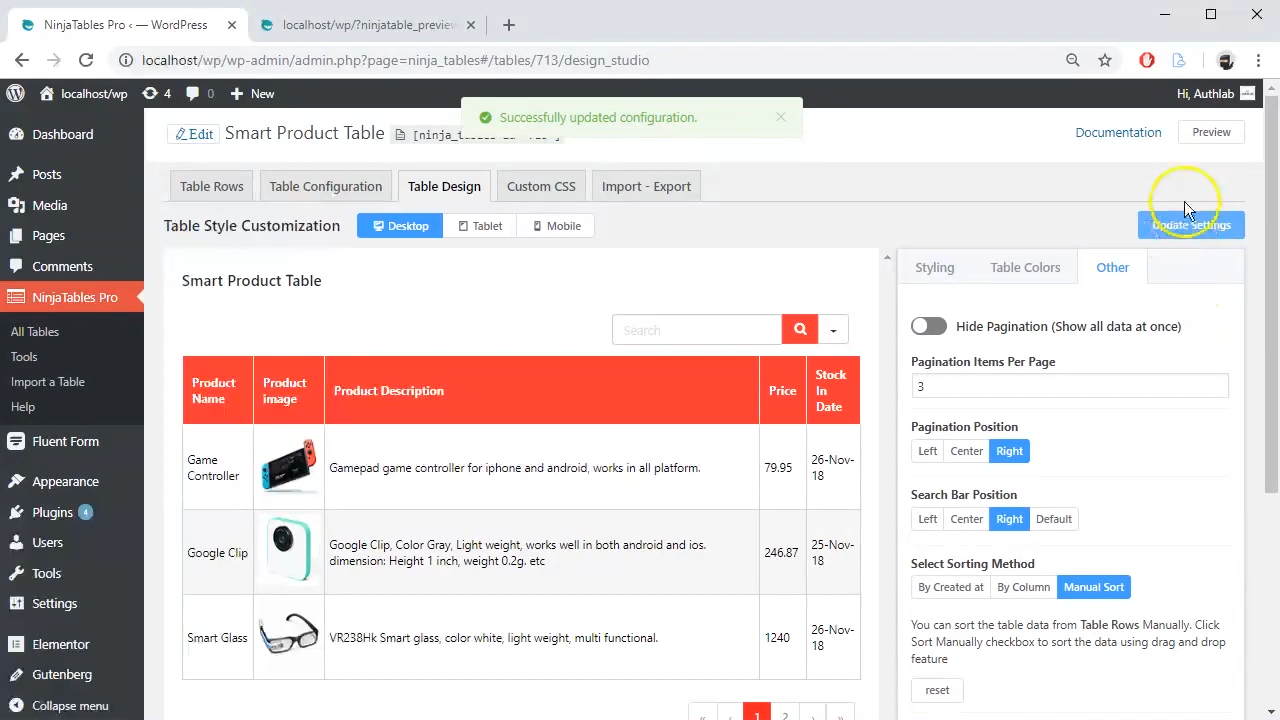 NinjaTables Pro ‹ — WordPress
localhost/wp/?ninjatable_preview
localhost/wp/wp-admin/admin.php?page=ninja_tables#/tables/713/design_studio
localhost/wp
4
0
New
Hi, Authlab
Successfully updated configuration.
Edit
Smart Product Table
Documentation
Preview
Dashboard
Posts
Media
Pages
Comments
NinjaTables Pro
All Tables
Tools
Import a Table
Help
Fluent Form
Appearance
Plugins 4
Users
Tools
Settings
Elementor
Gutenberg
Collapse menu
Table Rows
Table Configuration
Table Design
Custom CSS
Import - Export
Table Style Customization
Desktop
Tablet
Mobile
Update Settings
Smart Product Table
Search
Product Name
Product image
Product Description
Price
Stock In Date
Game Controller
Gamepad game controller for iphone and android, works in all platform.
79.95
26-Nov-18
Google Clip
Google Clip, Color Gray, Light weight, works well in both android and ios.
dimension: Height 1 inch, weight 0.2g. etc
246.87
25-Nov-18
Smart Glass
VR238Hk Smart glass, color white, light weight, multi functional.
1240
26-Nov-18
« ‹ 1 2 › »
Styling
Table Colors
Other
Hide Pagination (Show all data at once)
Pagination Items Per Page
3
Pagination Position
Left
Center
Right
Search Bar Position
Left
Center
Right
Default
Select Sorting Method
By Created at
By Column
Manual Sort
You can sort the table data from Table Rows Manually. Click
Sort Manually checkbox to sort the data using drag and drop
feature
reset